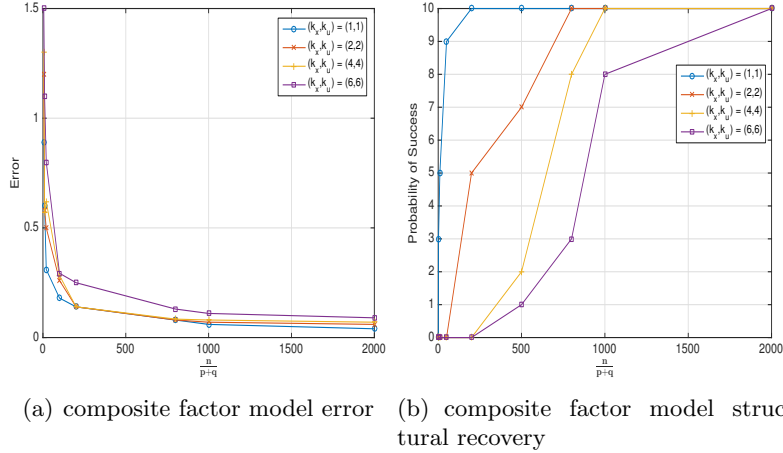 1.5
1
0.5
0
Error
0
500
1000
1500
2000
n
p+q
(k_x,k_u) = (1,1)
(k_x,k_u) = (2,2)
(k_x,k_u) = (4,4)
(k_x,k_u) = (6,6)
10
9
8
7
6
5
4
3
2
1
0
Probability of Success
0
500
1000
1500
2000
n
p+q
(k_x,k_u) = (1,1)
(k_x,k_u) = (2,2)
(k_x,k_u) = (4,4)
(k_x,k_u) = (6,6)
(a) composite factor model error
(b) composite factor model struc
tural recovery